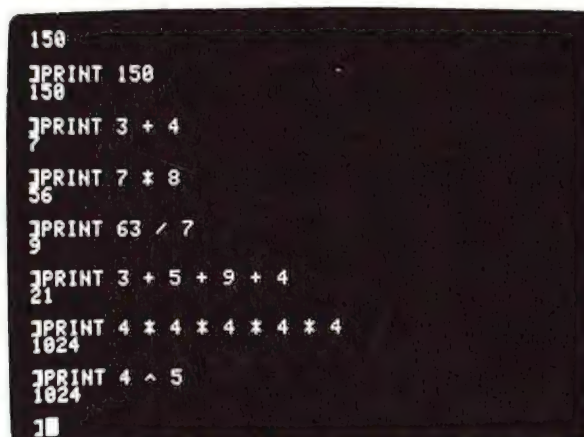 150
]PRINT 150
150
]PRINT 3 + 4
7
]PRINT 7 * 8
56
]PRINT 63 / 7
9
]PRINT 3 + 5 + 9 + 4
21
]PRINT 4 * 4 * 4 * 4 * 4
1024
]PRINT 4 ^ 5
1024
]